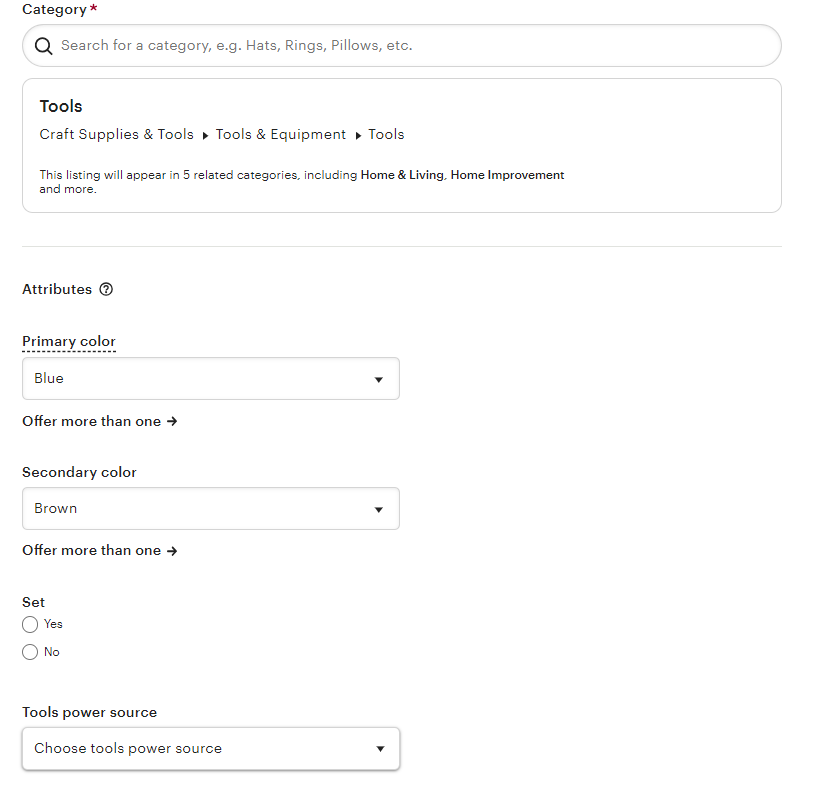 Category *
Search for a category, e.g. Hats, Rings, Pillows, etc.
Tools
Craft Supplies & Tools ▸ Tools & Equipment ▸ Tools
This listing will appear in 5 related categories, including Home & Living, Home Improvement
and more.
Attributes ?
Primary color
Blue
Offer more than one →
Secondary color
Brown
Offer more than one →
Set
Yes
No
Tools power source
Choose tools power source